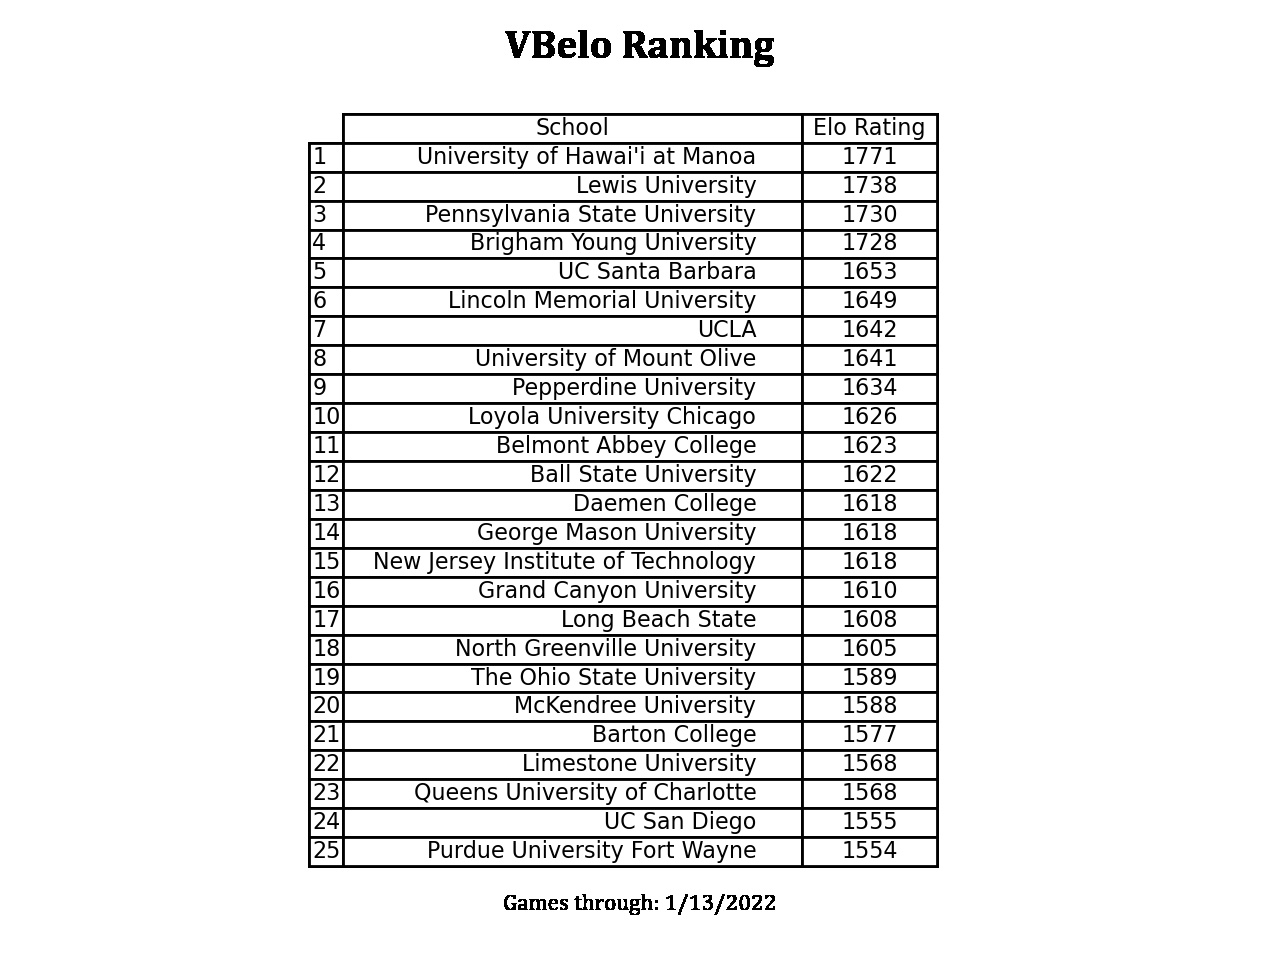 VBelo Ranking
School Elo Rating
1 University of Hawai'i at Manoa 1771
2 Lewis University 1738
3 Pennsylvania State University 1730
4 Brigham Young University 1728
5 UC Santa Barbara 1653
6 Lincoln Memorial University 1649
7 UCLA 1642
8 University of Mount Olive 1641
9 Pepperdine University 1634
10 Loyola University Chicago 1626
11 Belmont Abbey College 1623
12 Ball State University 1622
13 Daemen College 1618
14 George Mason University 1618
15 New Jersey Institute of Technology 1618
16 Grand Canyon University 1610
17 Long Beach State 1608
18 North Greenville University 1605
19 The Ohio State University 1589
20 McKendree University 1588
21 Barton College 1577
22 Limestone University 1568
23 Queens University of Charlotte 1568
24 UC San Diego 1555
25 Purdue University Fort Wayne 1554
Games through: 1/13/2022